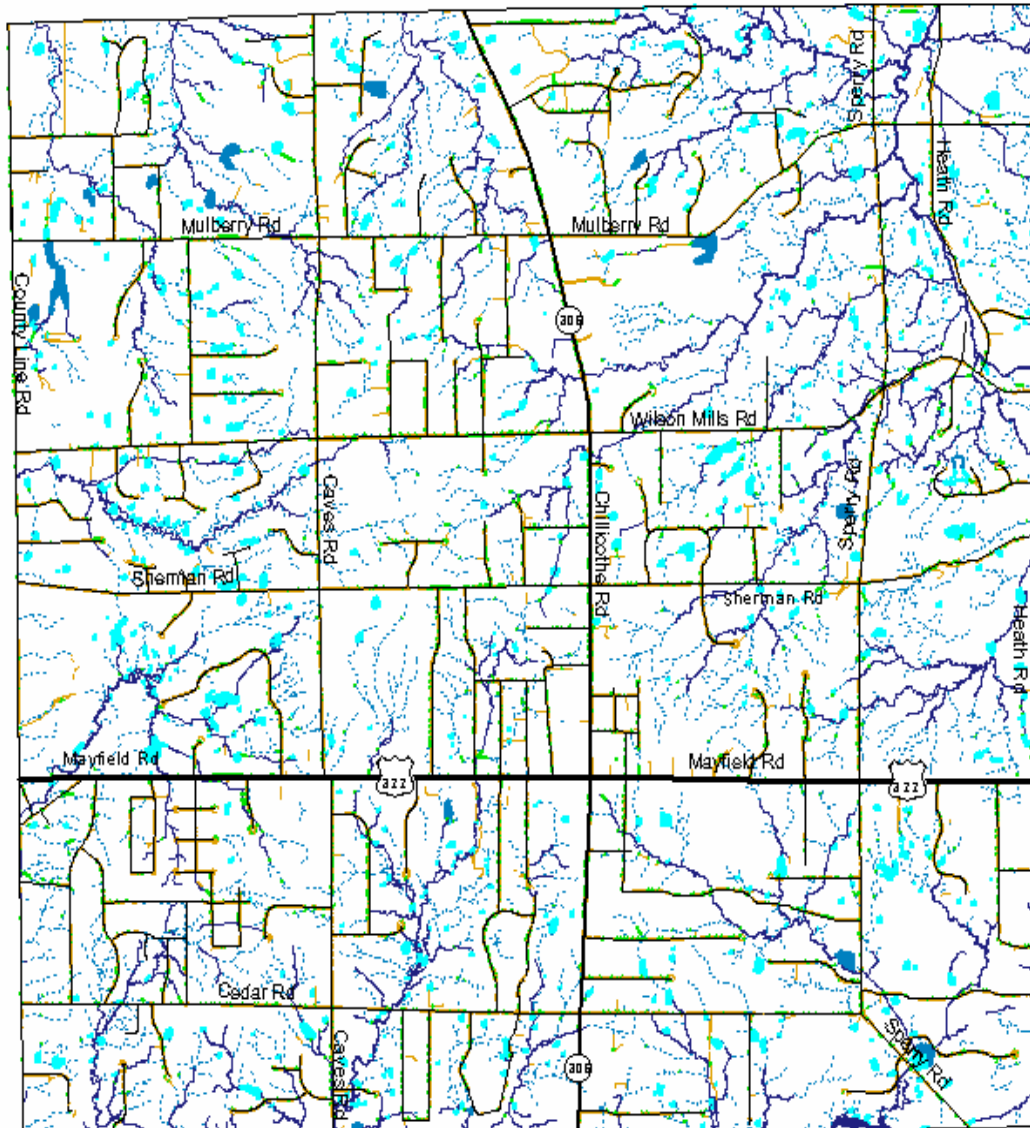 Sperry Rd
Heath Rd
Mulberry Rd
Mulberry Rd
County Line Rd
306
Wilson Mills Rd
Caves Rd
Chillicothe Rd
Sperry Rd
Sherman Rd
Sherman Rd
Heath Rd
Mayfield Rd
Mayfield Rd
322
322
Cedar Rd
Caves Rd
306
Sperry Rd